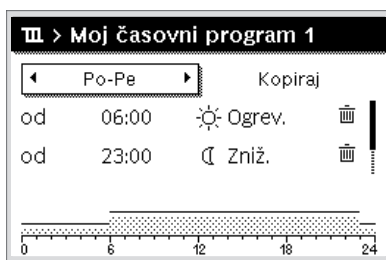 > Moj časovni program 1
Po-Pe Kopiraj
od 06:00 Ogrev.
od 23:00 Zniž.
0 6 12 18 24